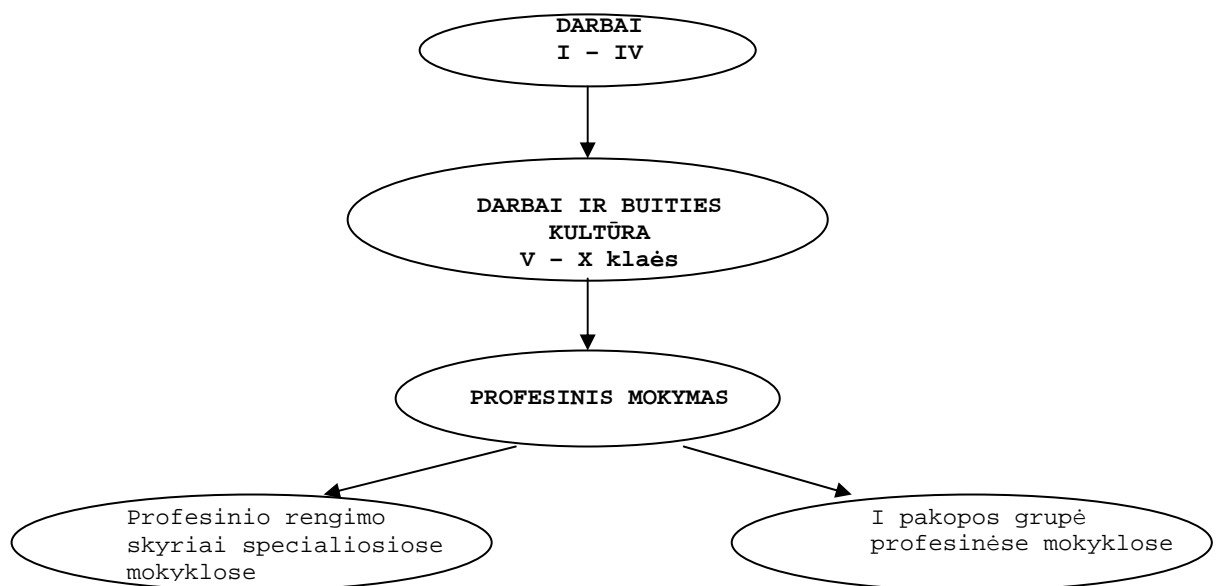 DARBAI
I – IV
DARBAI IR BUITIES
KULTŪRA
V – X klaės
PROFESINIS MOKYMAS
Profesinio rengimo
skyriai specialiosiose
mokyklose
I pakopos grupė
profesinėse mokyklose